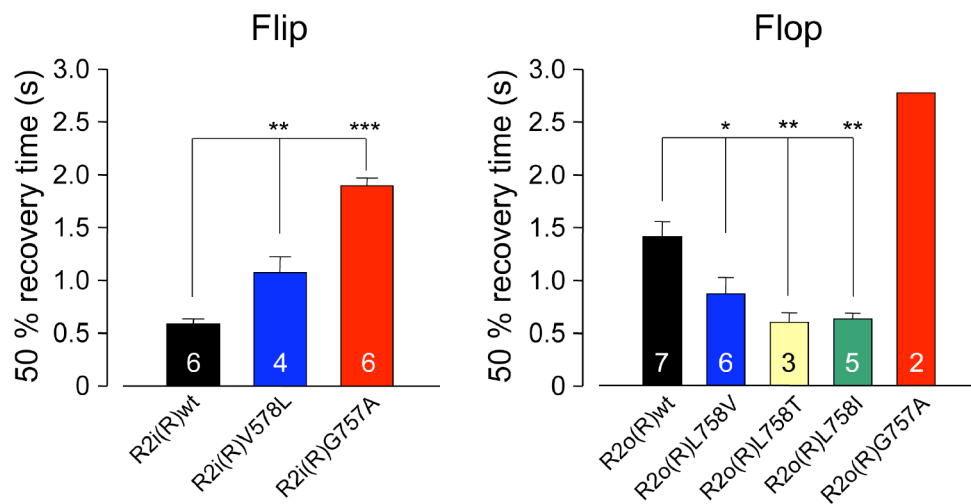 Flip
50 % recovery time (s)
3.0
2.5
2.0
1.5
1.0
0.5
0
** ***
6 4 6
R2i(R)wt
R2i(R)V578L
R2i(R)G757A
Flop
50 % recovery time (s)
3.0
2.5
2.0
1.5
1.0
0.5
0
* ** **
7 6 3 5 2
R2o(R)wt
R2o(R)L758V
R2o(R)L758T
R2o(R)L758I
R2o(R)G757A